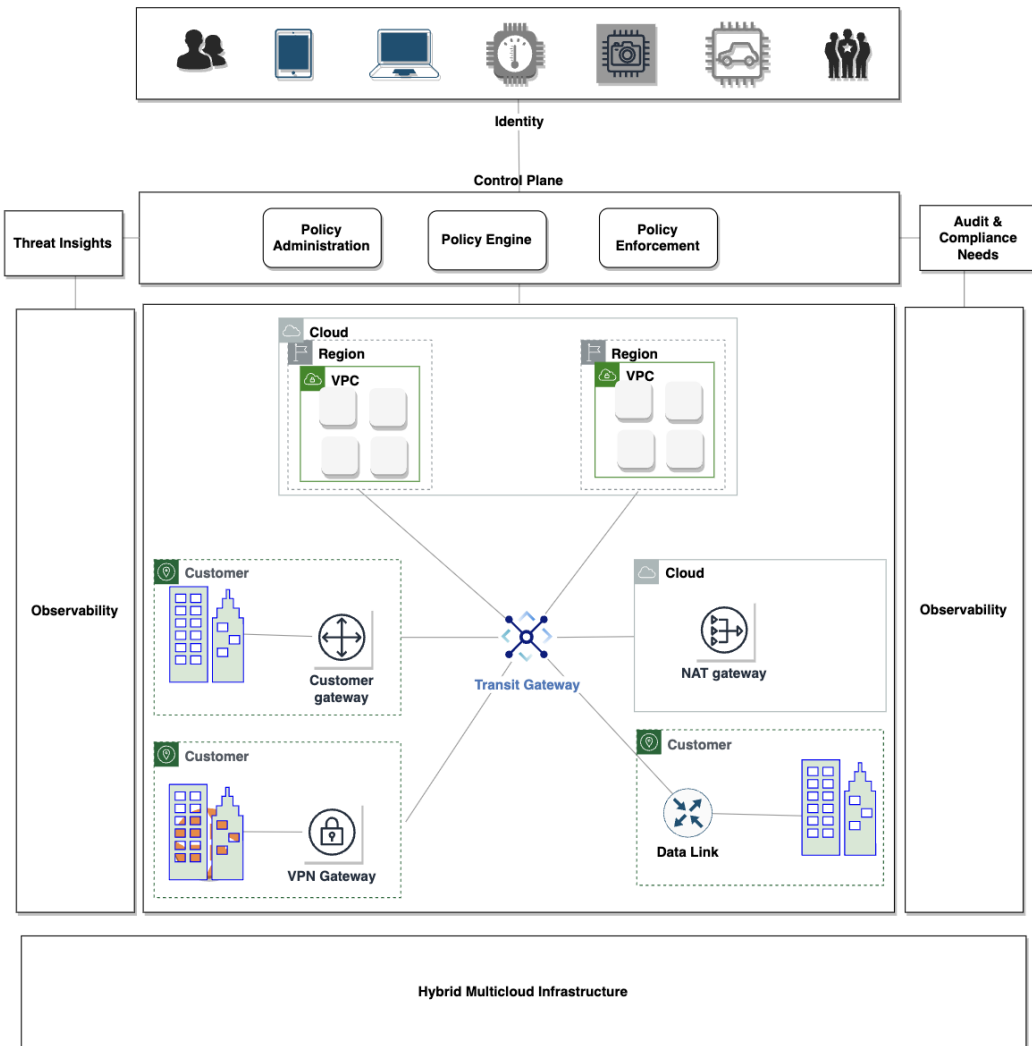 Identity
Control Plane
Threat Insights
Policy
Administration
Policy Engine
Policy
Enforcement
Audit &
Compliance
Needs
Cloud
Region
VPC
Region
VPC
Observability
Customer
Customer
gateway
Transit Gateway
Cloud
NAT gateway
Observability
Customer
VPN Gateway
Customer
Data Link
Hybrid Multicloud Infrastructure